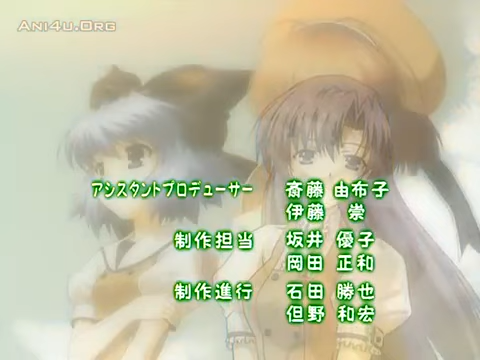 Ani4u.Org
アシスタントプロデューサー 斎藤 由布子
伊藤 崇
制作担当 坂井 優子
岡田 正和
制作進行 石田 勝也
但野 和宏